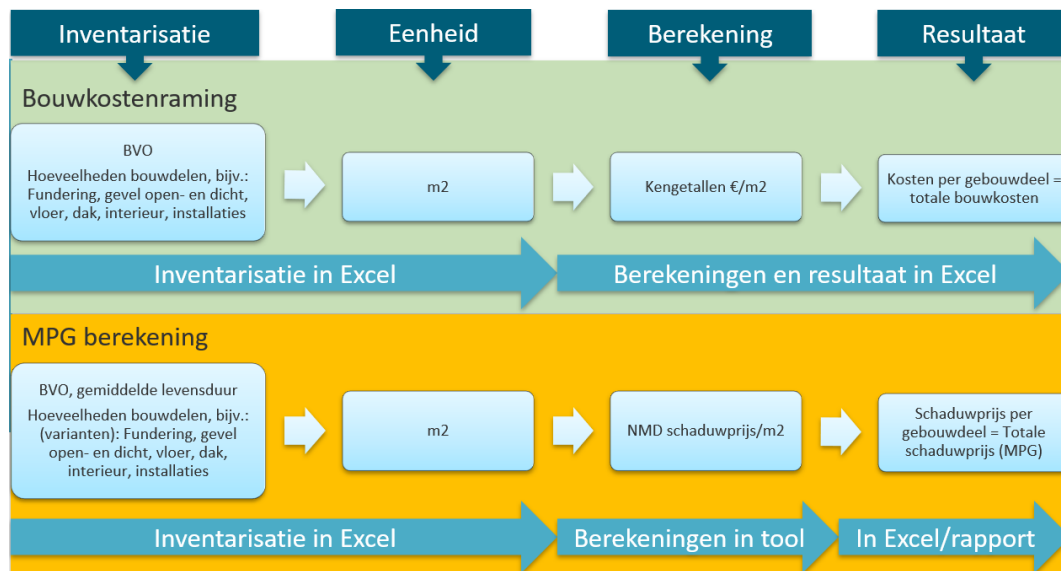 Inventarisatie
Eenheid
Berekening
Resultaat
Bouwkostenraming
BVO
Hoeveelheden bouwdelen, bijv.:
Fundering, gevel open- en dicht,
vloer, dak, interieur, installaties
m2
Kengetallen €/m2
Kosten per gebouwdeel =
totale bouwkosten
Inventarisatie in Excel
Berekeningen en resultaat in Excel
MPG berekening
BVO, gemiddelde levensduur
Hoeveelheden bouwdelen, bijv.:
(varianten): Fundering, gevel
open- en dicht, vloer, dak,
interieur, installaties
m2
NMD schaduwprijs/m2
Schaduwprijs per
gebouwdeel = Totale
schaduwprijs (MPG)
Inventarisatie in Excel
Berekeningen in tool
In Excel/rapport